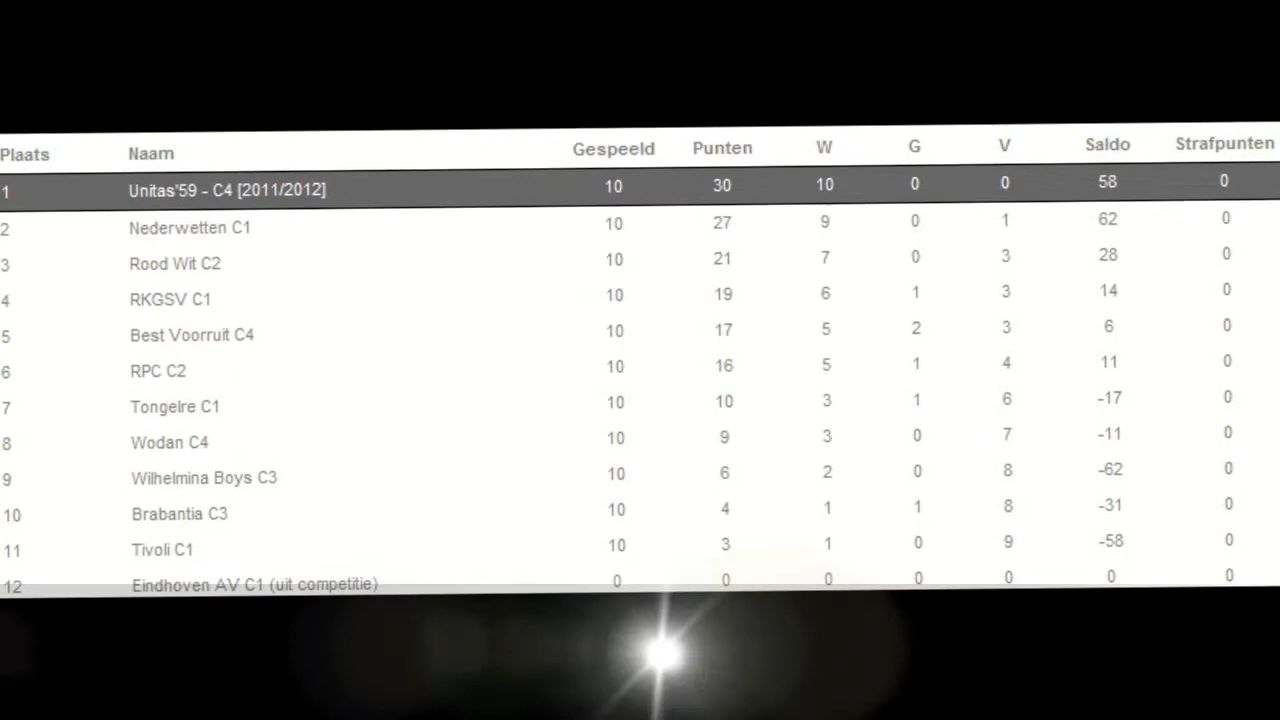 Plaats Naam Gespeeld Punten W G V Saldo Strafpunten
1 Unitas'59 - C4 [2011/2012] 10 30 10 0 0 58 0
2 Nederwetten C1 10 27 9 0 1 62 0
3 Rood Wit C2 10 21 7 0 3 28 0
4 RKGSV C1 10 19 6 1 3 14 0
5 Best Voorruit C4 10 17 5 2 3 6 0
6 RPC C2 10 16 5 1 4 11 0
7 Tongelre C1 10 10 3 1 6 -17 0
8 Wodan C4 10 9 3 0 7 -11 0
9 Wilhelmina Boys C3 10 6 2 0 8 -62 0
10 Brabantia C3 10 4 1 1 8 -31 0
11 Tivoli C1 10 3 1 0 9 -58 0
12 Eindhoven AV C1 (uit competitie) 0 0 0 0 0 0 0